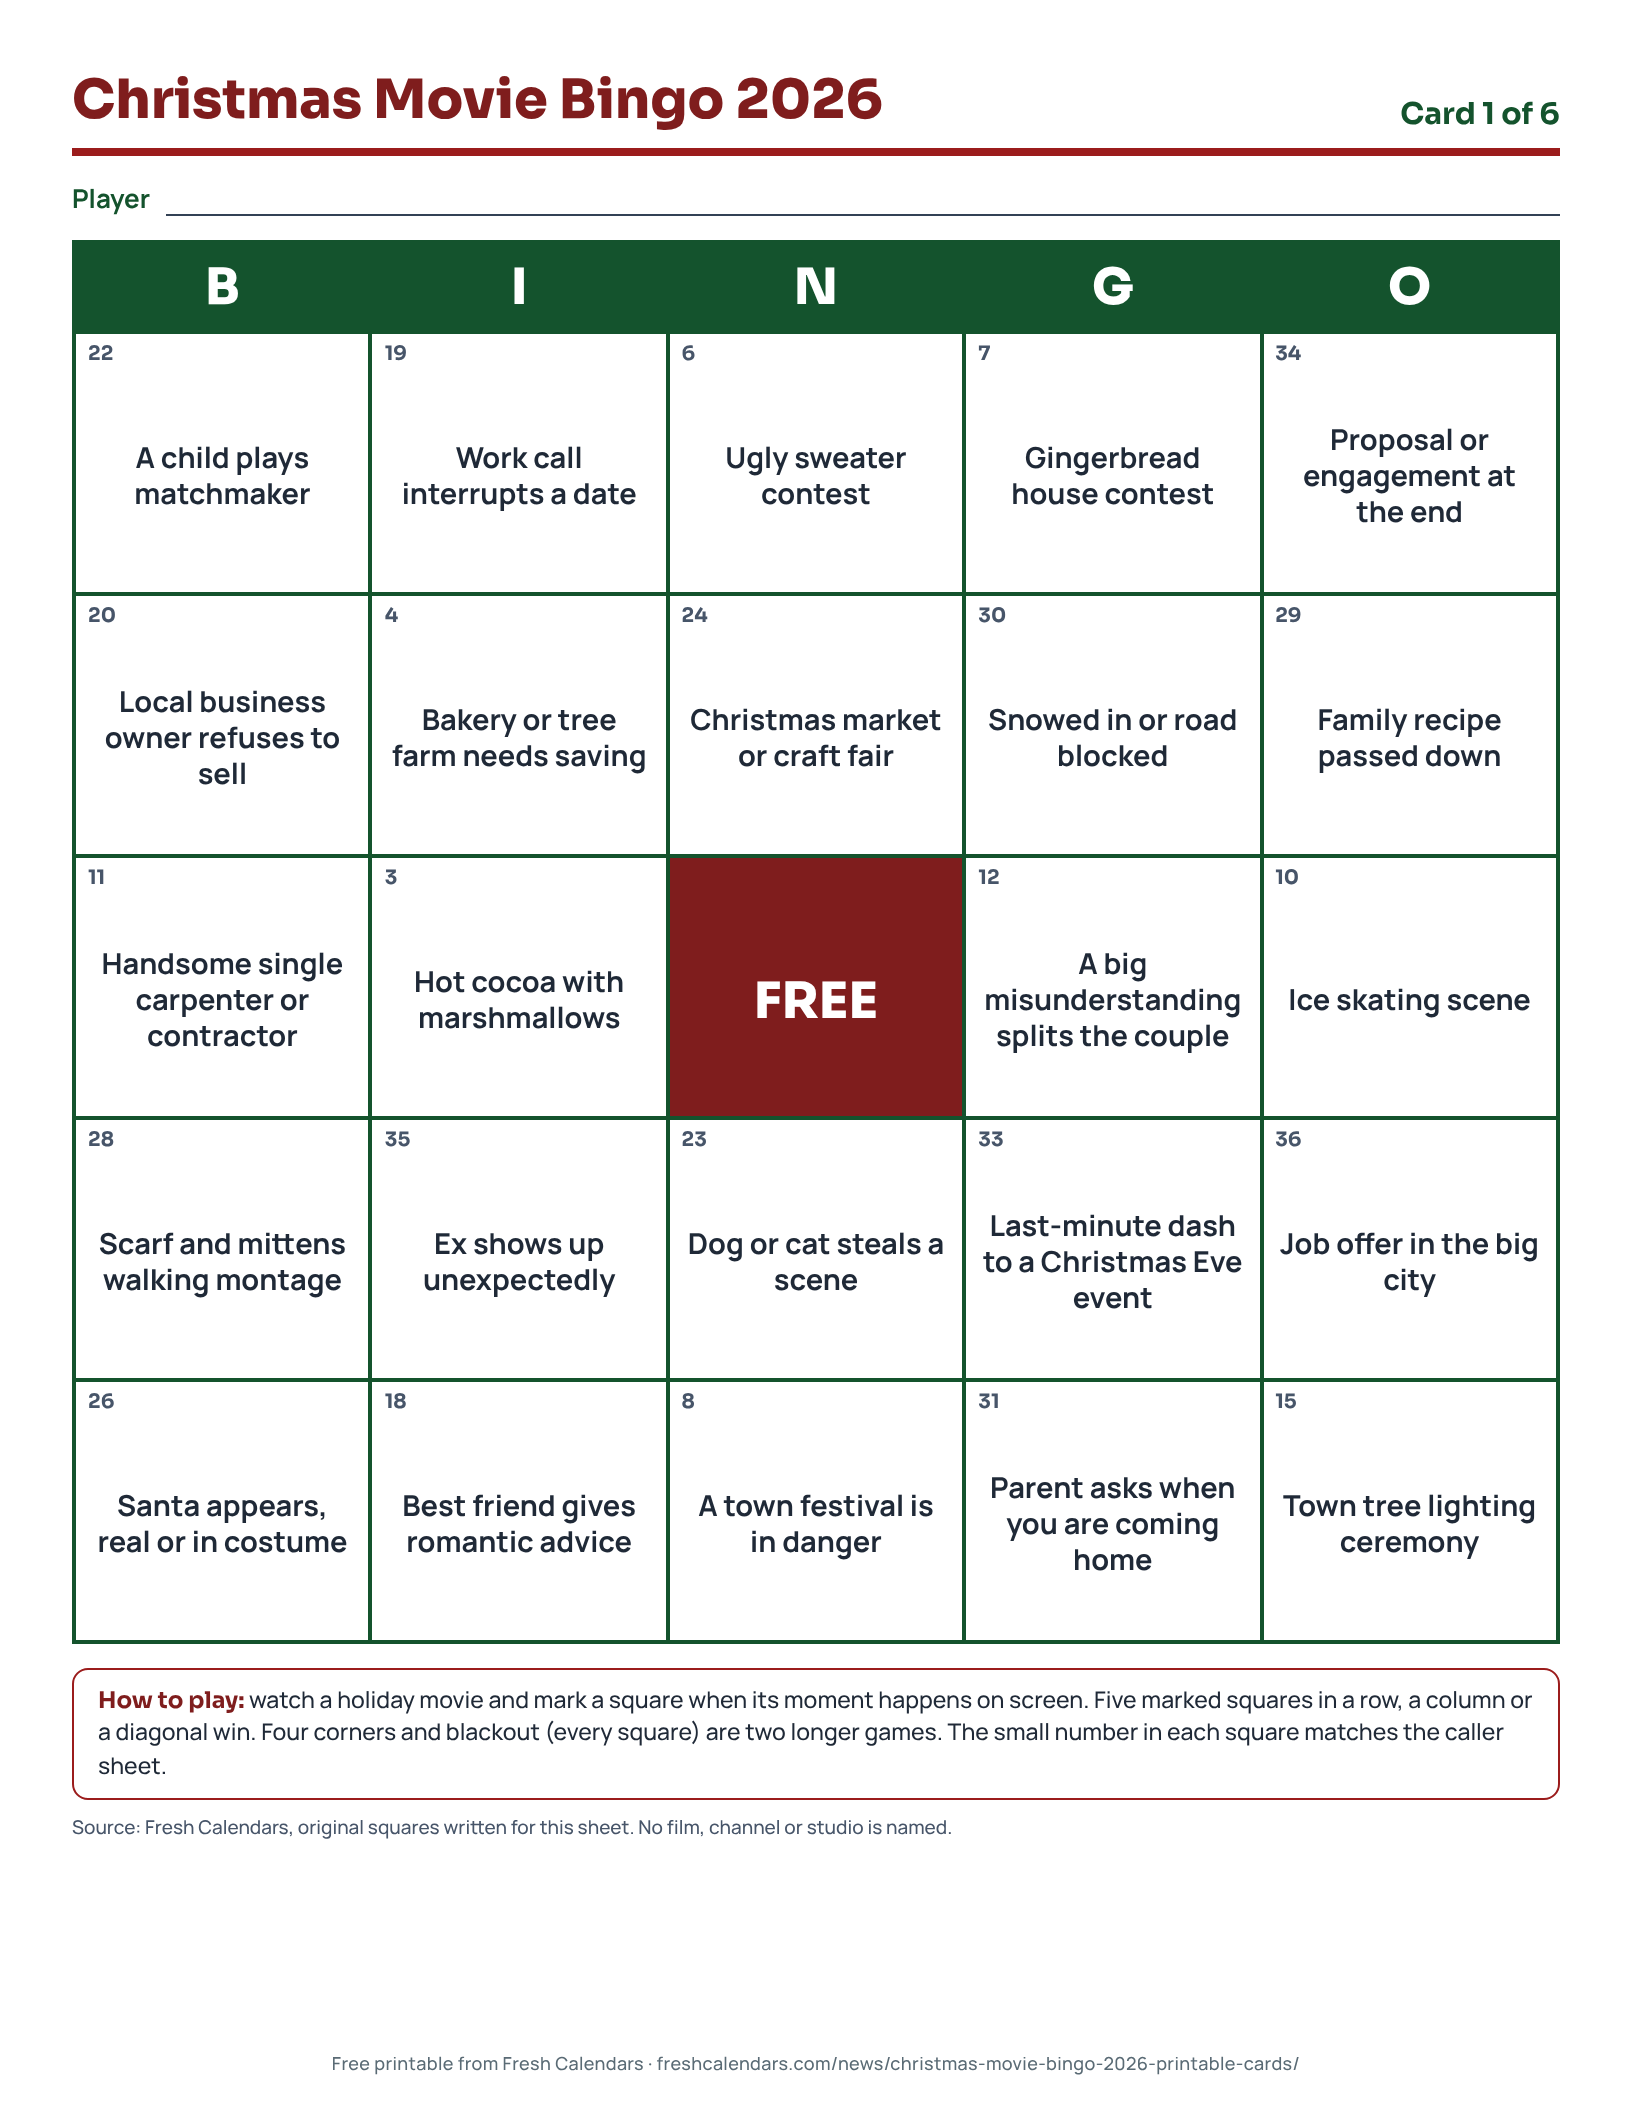 Christmas Movie Bingo 2026
Card 1 of 6
Player
B I N G O
22
A child plays
matchmaker
19
Work call
interrupts a date
6
Ugly sweater
contest
7
Gingerbread
house contest
34
Proposal or
engagement at
the end
20
Local business
owner refuses to
sell
4
Bakery or tree
farm needs saving
24
Christmas market
or craft fair
30
Snowed in or road
blocked
29
Family recipe
passed down
11
Handsome single
carpenter or
contractor
3
Hot cocoa with
marshmallows
FREE
12
A big
misunderstanding
splits the couple
10
Ice skating scene
28
Scarf and mittens
walking montage
35
Ex shows up
unexpectedly
23
Dog or cat steals a
scene
33
Last-minute dash
to a Christmas Eve
event
36
Job offer in the big
city
26
Santa appears,
real or in costume
18
Best friend gives
romantic advice
8
A town festival is
in danger
31
Parent asks when
you are coming
home
15
Town tree lighting
ceremony
How to play: watch a holiday movie and mark a square when its moment happens on screen. Five marked squares in a row, a column or
a diagonal win. Four corners and blackout (every square) are two longer games. The small number in each square matches the caller
sheet.
Source: Fresh Calendars, original squares written for this sheet. No film, channel or studio is named.
Free printable from Fresh Calendars · freshcalendars.com/news/christmas-movie-bingo-2026-printable-cards/